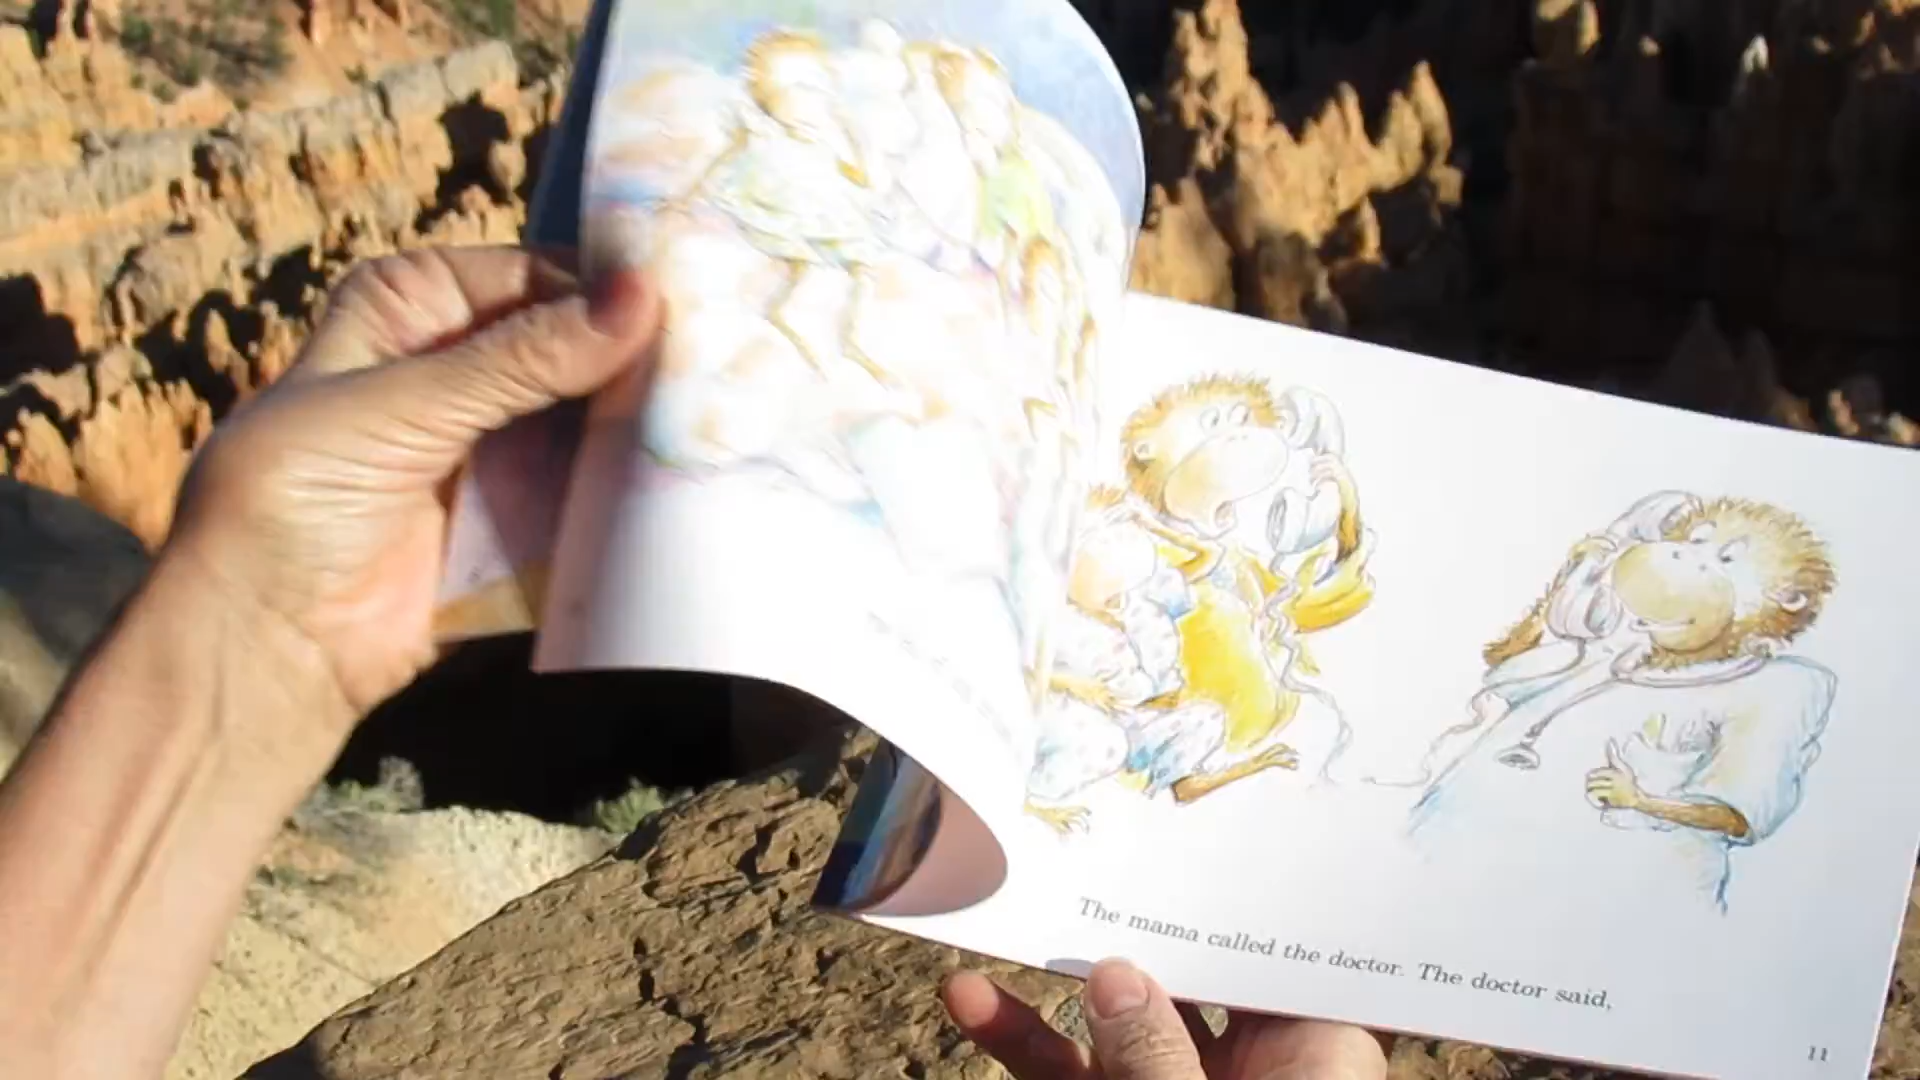 The mama called the doctor. The doctor said,
11